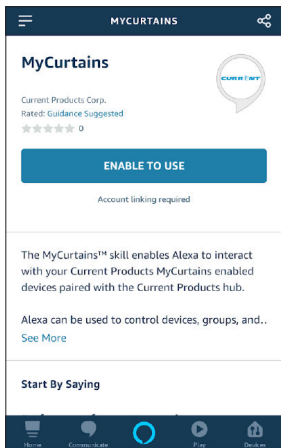 MYCURTAINS
MyCurtains
CURRENT
Current Products Corp.
Rated: Guidance Suggested
0
ENABLE TO USE
Account linking required
The MyCurtains™ skill enables Alexa to interact
with your Current Products MyCurtains enabled
devices paired with the Current Products hub.
Alexa can be used to control devices, groups, and..
See More
Start By Saying
Home Communicate Play Devices